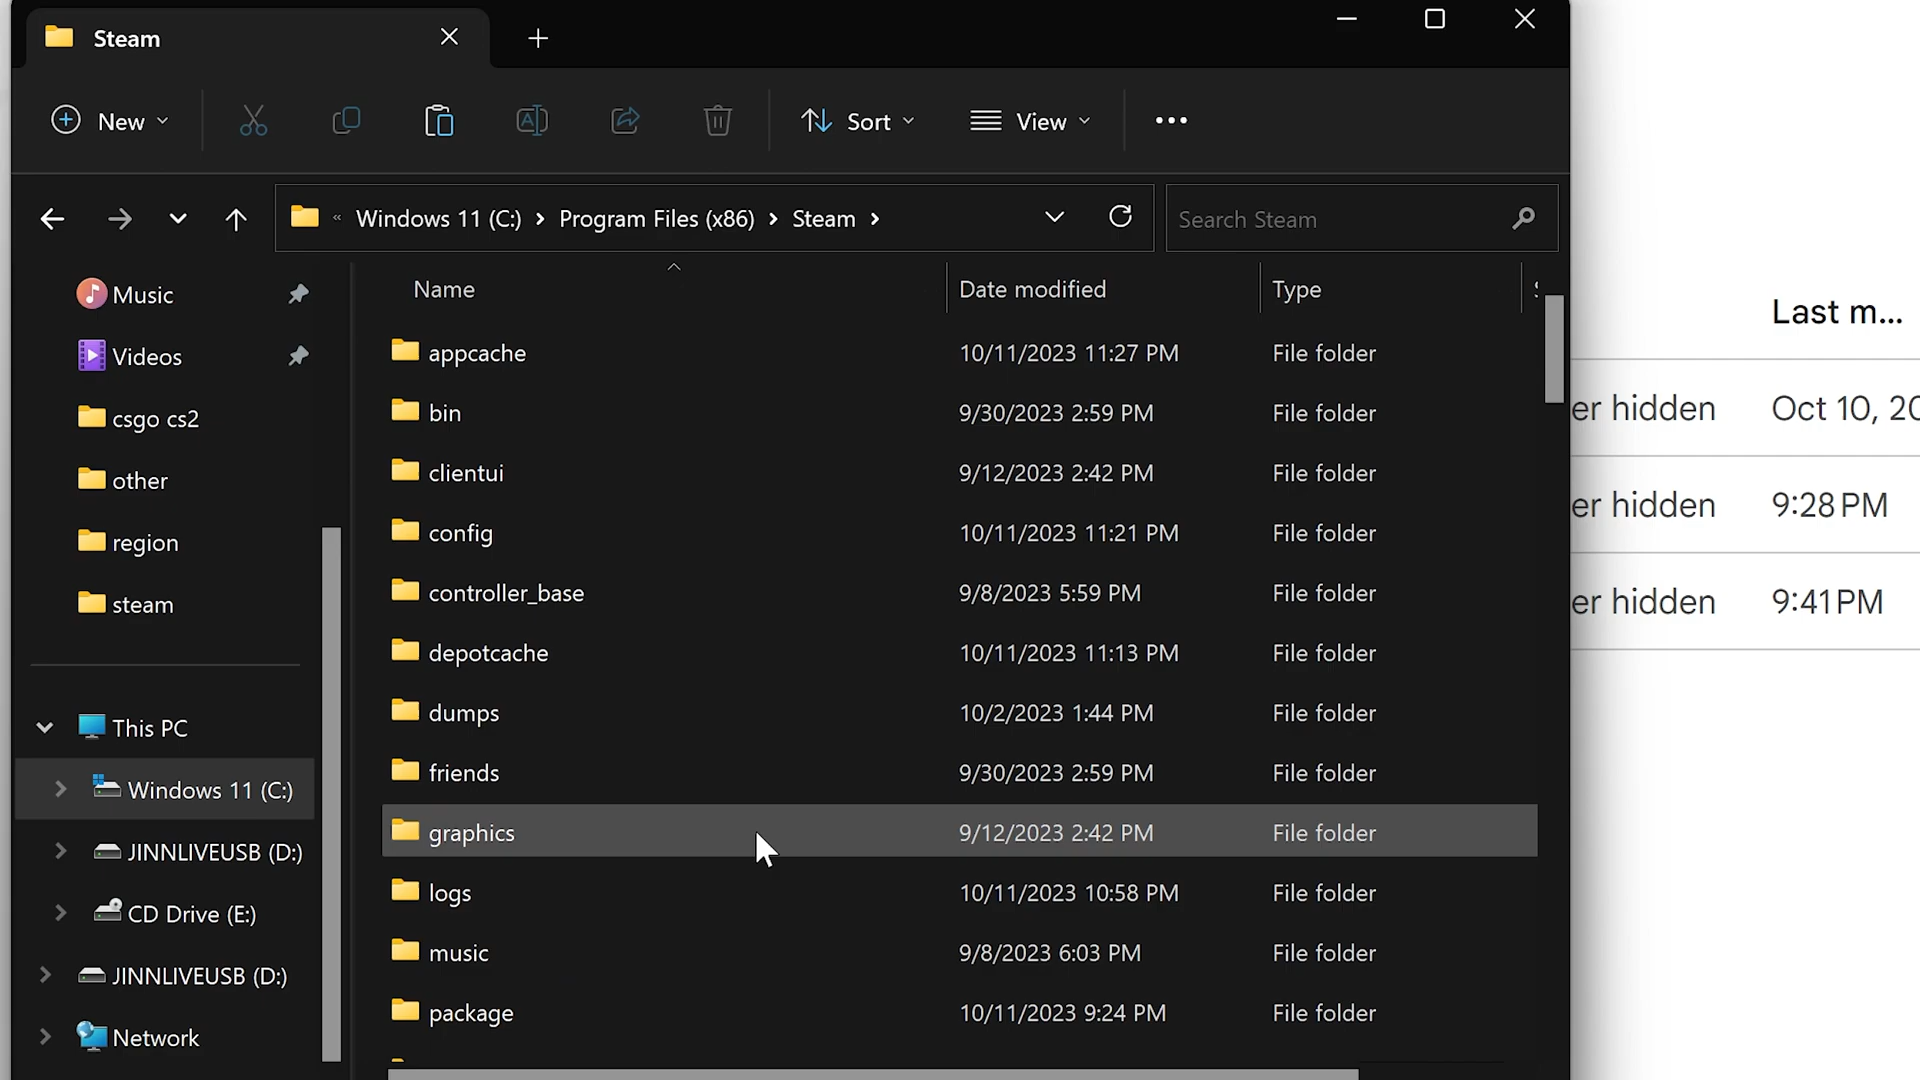 Steam
New
Sort
View
« Windows 11 (C:) > Program Files (x86) > Steam >
Search Steam
Music
Videos
csgo cs2
other
region
steam
This PC
Windows 11 (C:)
JINNLIVEUSB (D:)
CD Drive (E:)
JINNLIVEUSB (D:)
Network
Name Date modified Type
appcache 10/11/2023 11:27 PM File folder
bin 9/30/2023 2:59 PM File folder
clientui 9/12/2023 2:42 PM File folder
config 10/11/2023 11:21 PM File folder
controller_base 9/8/2023 5:59 PM File folder
depotcache 10/11/2023 11:13 PM File folder
dumps 10/2/2023 1:44 PM File folder
friends 9/30/2023 2:59 PM File folder
graphics 9/12/2023 2:42 PM File folder
logs 10/11/2023 10:58 PM File folder
music 9/8/2023 6:03 PM File folder
package 10/11/2023 9:24 PM File folder
Last m...
er hidden Oct 10, 20
er hidden 9:28 PM
er hidden 9:41 PM